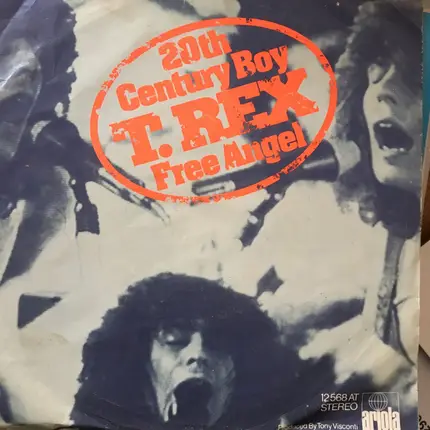 20th
Century Boy
T. REX
Free Angel
12 568 AT
STEREO
Produced By Tony Visconti
ariola